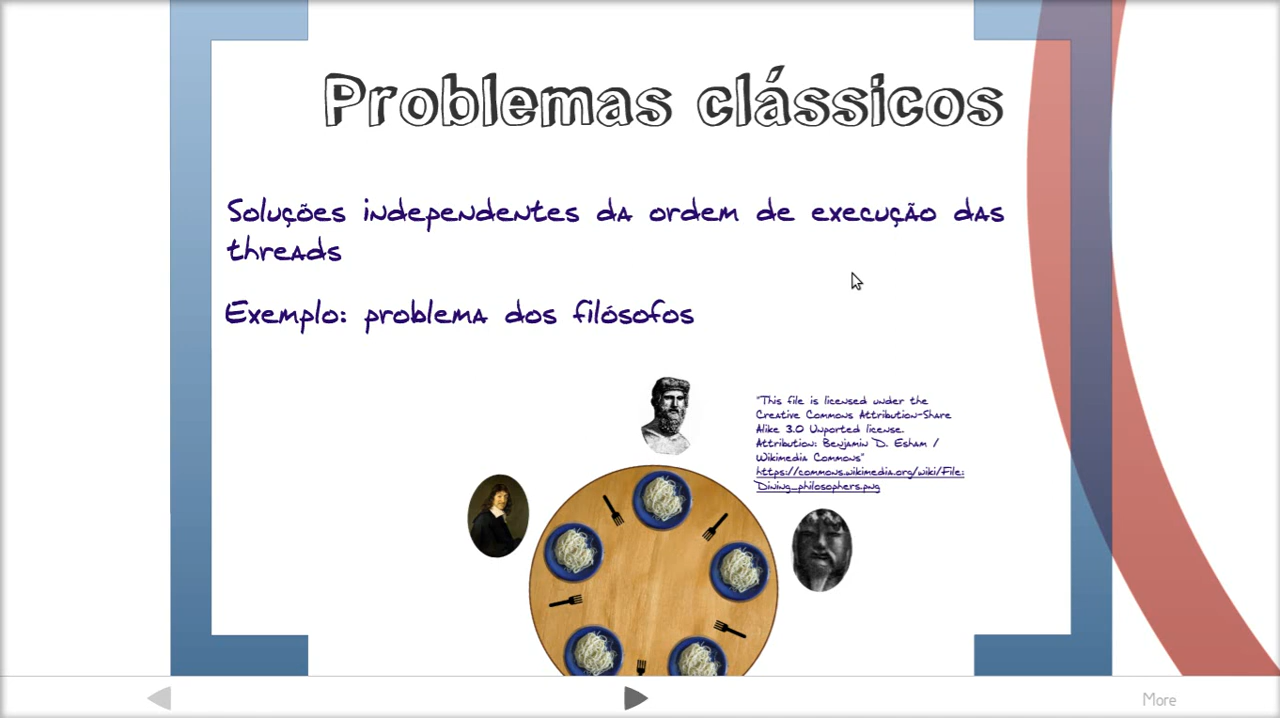 Problemas clássicos
Soluções independentes da ordem de execução das
threads
Exemplo: problema dos filósofos
"This file is licensed under the
Creative Commons Attribution-Share
Alike 3.0 Unported license.
Attribution: Benjamin D. Esham /
Wikimedia Commons"
https://commons.wikimedia.org/wiki/File:
Dining_philosophers.png
More